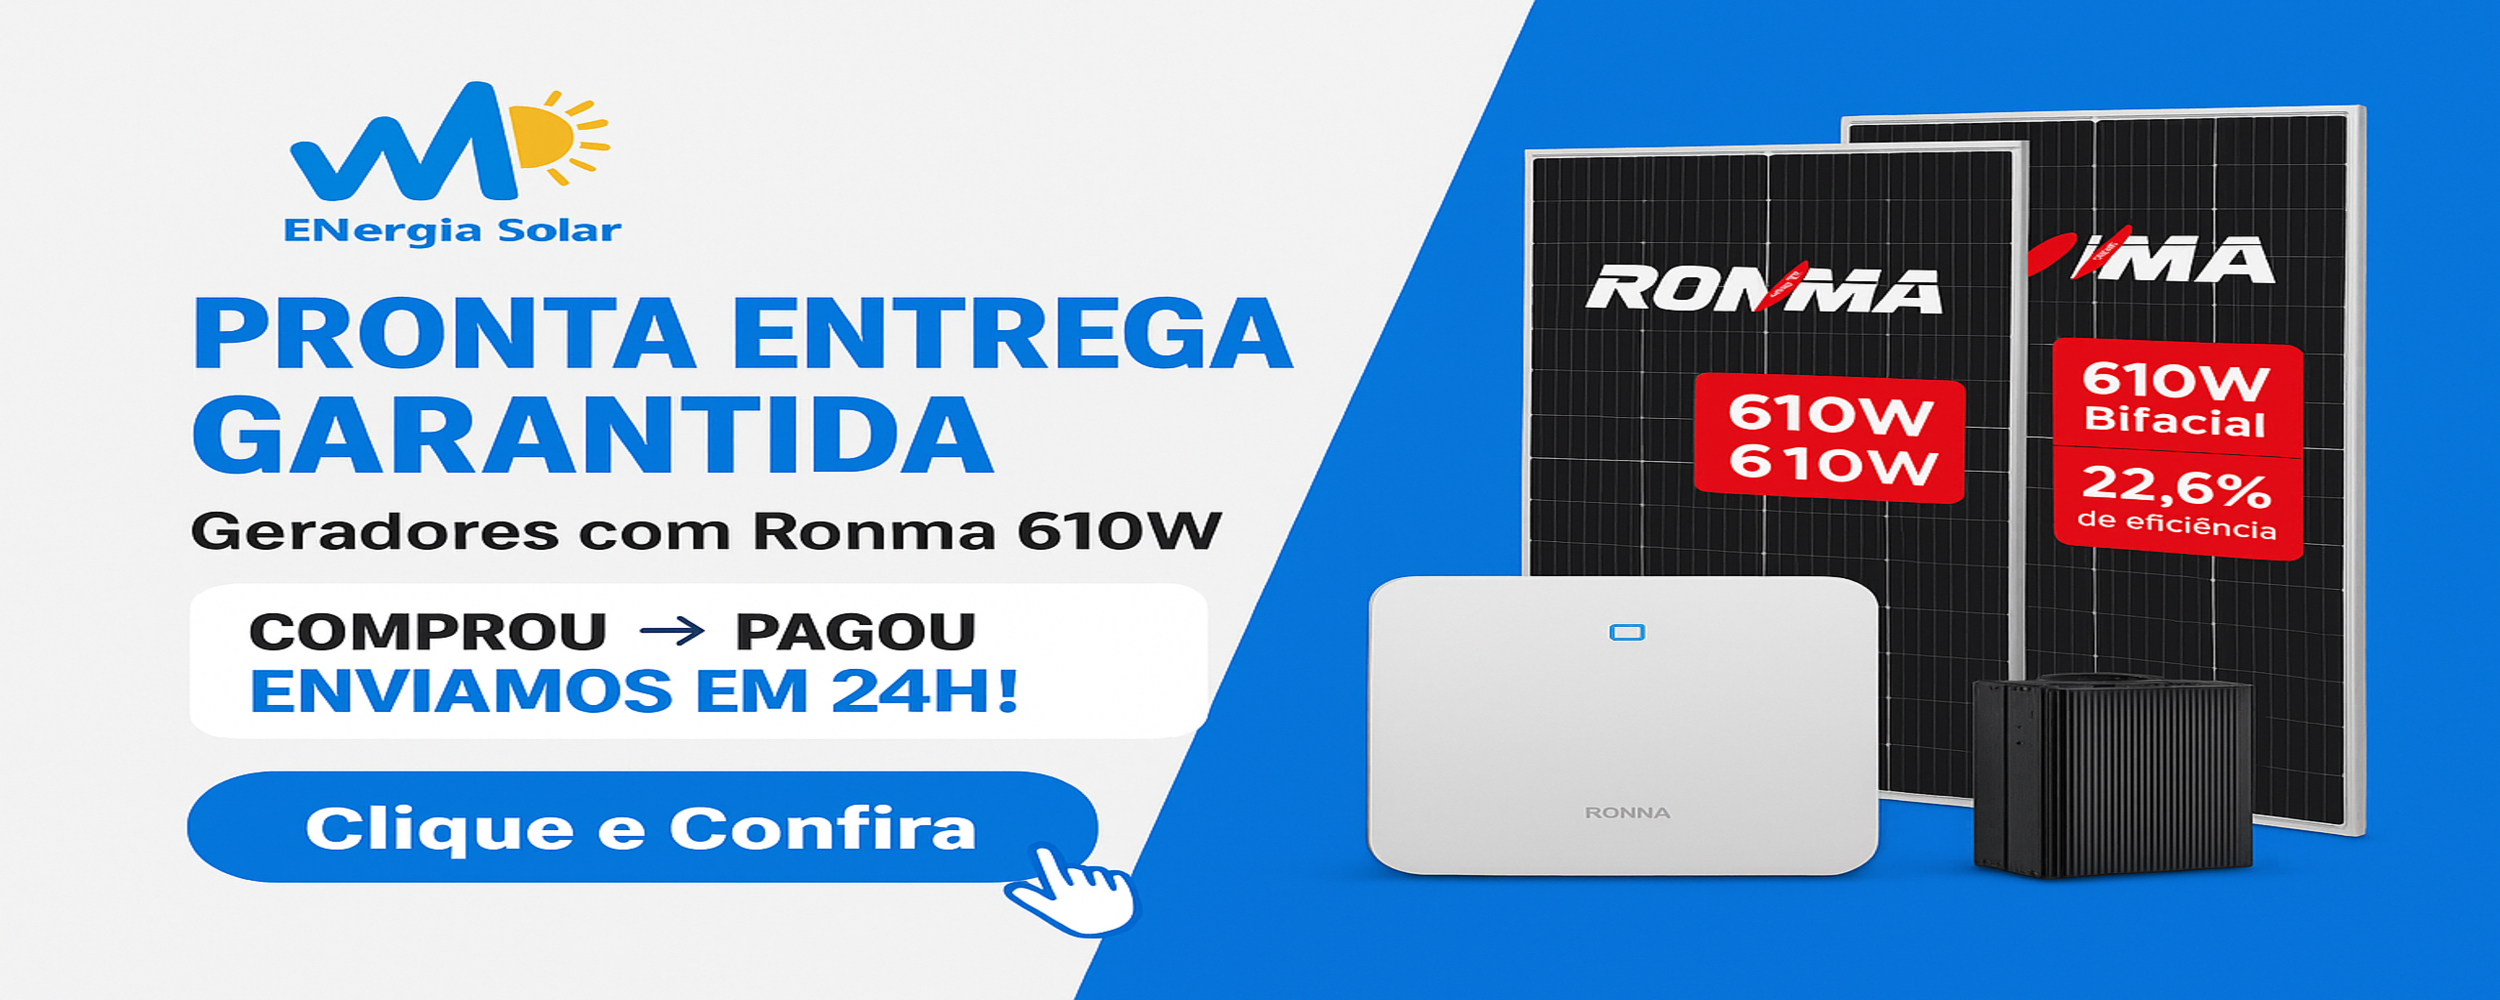 ENergia Solar
PRONTA ENTREGA
GARANTIDA
Geradores com Ronma 610W
COMPROU → PAGOU
ENVIAMOS EM 24H!
Clique e Confira
RONMA
610W
610W
MA
610W
Bifacial
22,6%
de eficiência
RONNA